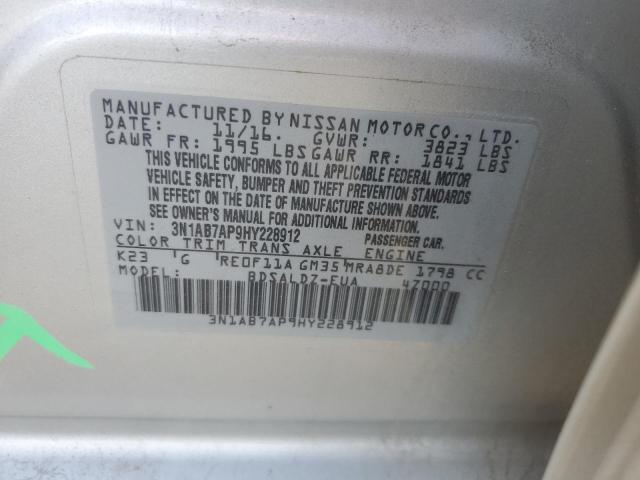 MANUFACTURED BY NISSAN MOTOR CO., LTD.
DATE: 11/16. GVWR: 3823 LBS
GAWR FR: 1995 LBS GAWR RR: 1841 LBS
THIS VEHICLE CONFORMS TO ALL APPLICABLE FEDERAL MOTOR
VEHICLE SAFETY, BUMPER AND THEFT PREVENTION STANDARDS
IN EFFECT ON THE DATE OF MANUFACTURE SHOWN ABOVE.
SEE OWNER'S MANUAL FOR ADDITIONAL INFORMATION.
VIN: 3N1AB7AP9HY228912 PASSENGER CAR.
COLOR TRIM TRANS AXLE ENGINE
K23 G RE0F11A GM35 MRA8DE 1798 CC
MODEL: BDSALDZ-EUA 4Z000
3N1AB7AP9HY228912